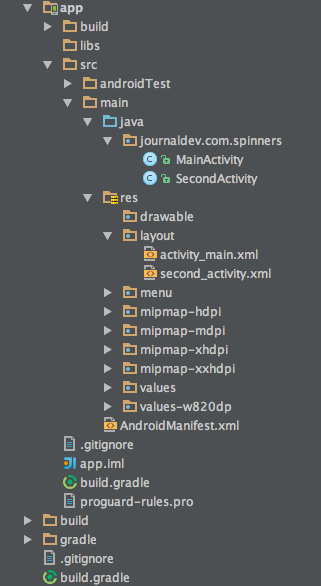 app
build
libs
src
androidTest
main
java
journaldev.com.spinners
MainActivity
SecondActivity
res
drawable
layout
activity_main.xml
second_activity.xml
menu
mipmap-hdpi
mipmap-mdpi
mipmap-xhdpi
mipmap-xxhdpi
values
values-w820dp
AndroidManifest.xml
.gitignore
app.iml
build.gradle
proguard-rules.pro
build
gradle
.gitignore
build.gradle